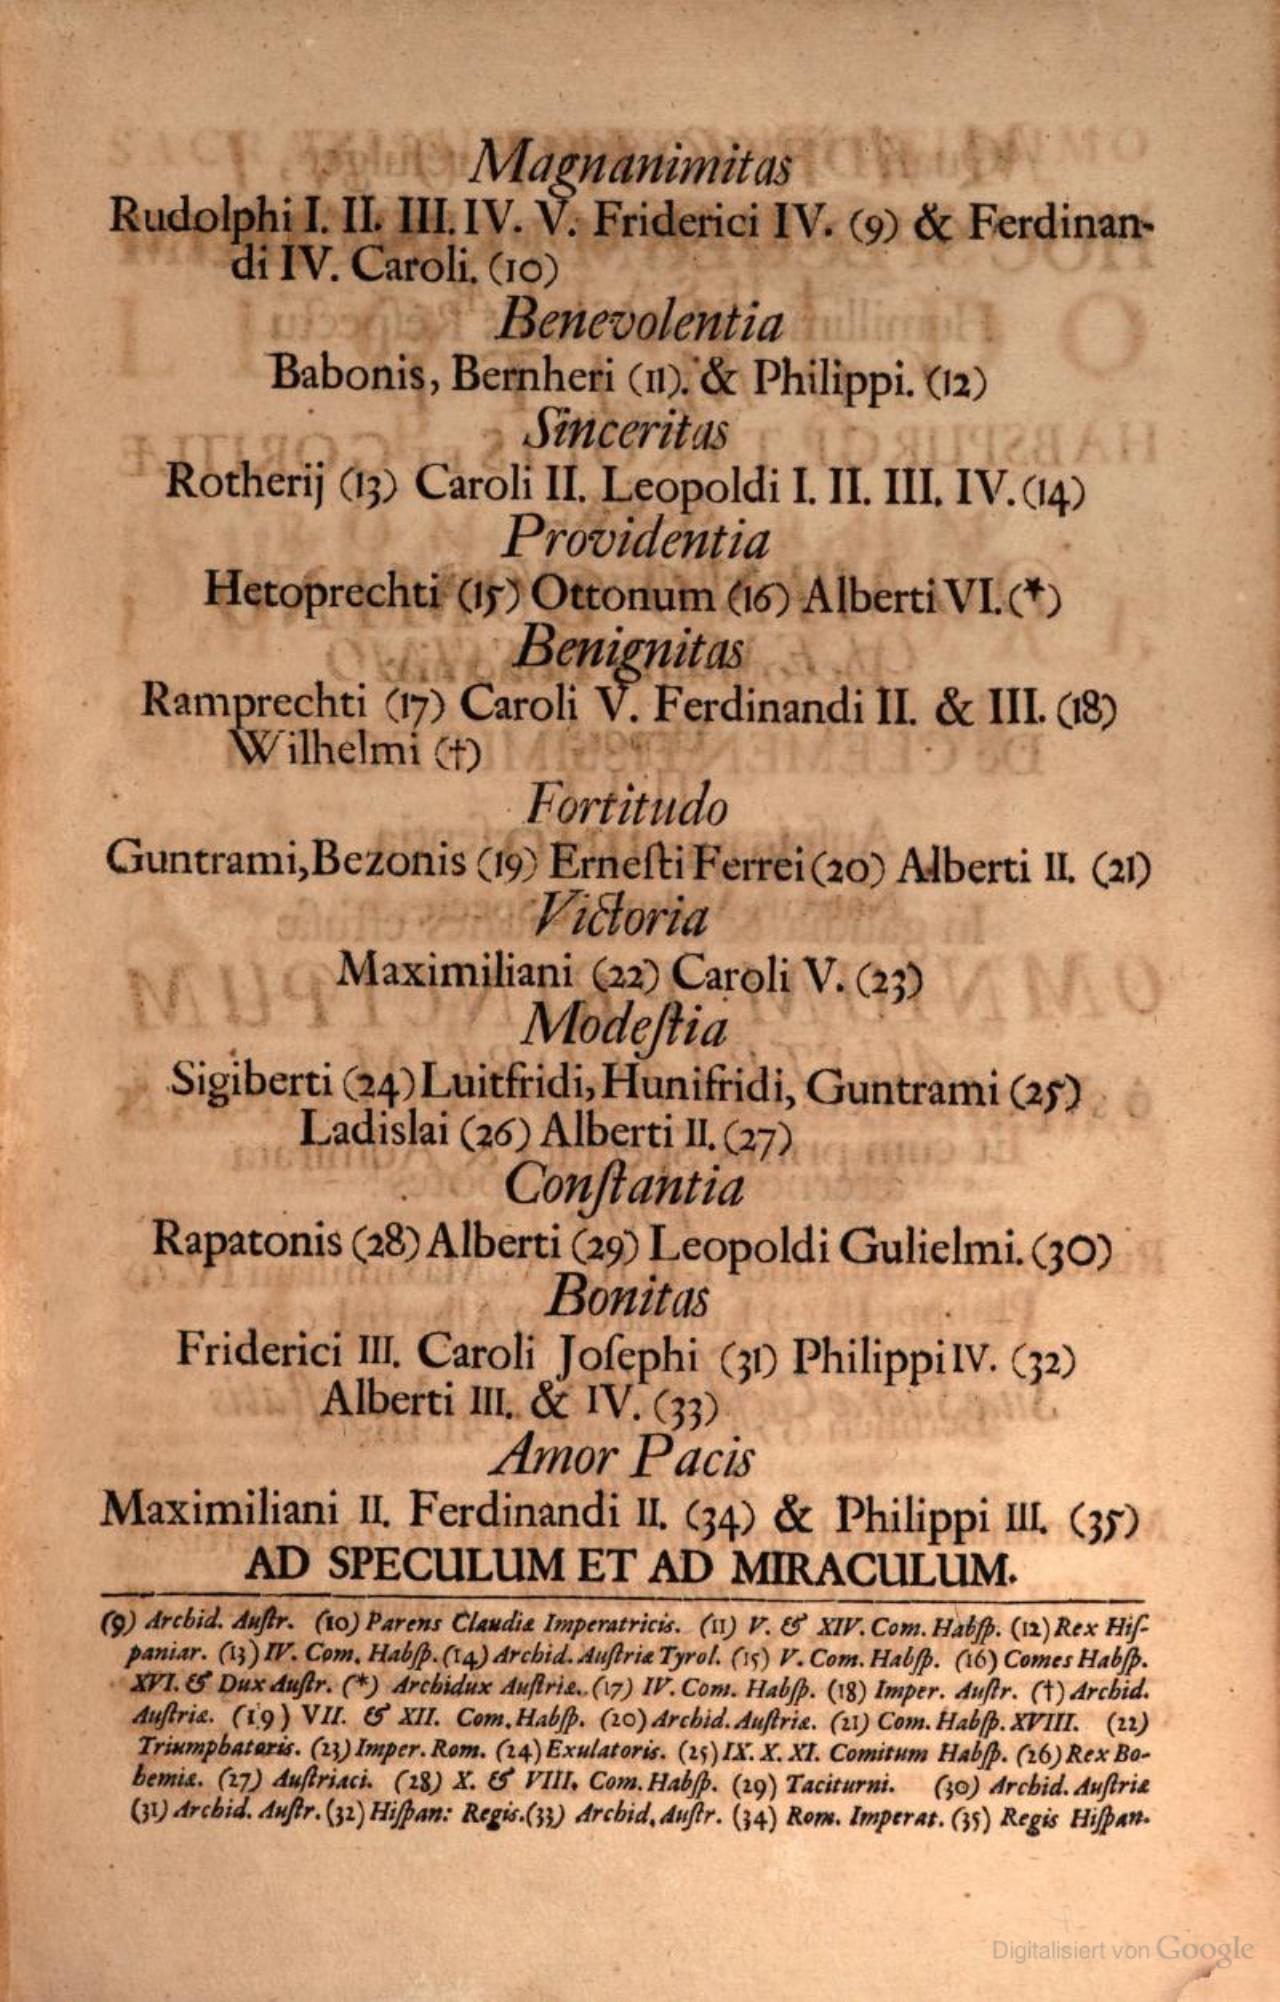 Magnanimitas
Rudolphi I. II. III. IV. V. Friderici IV. (9) & Ferdinan-
di IV. Caroli. (10)
Benevolentia
Babonis, Bernheri (11). & Philippi. (12)
Sinceritas
Rotherij (13) Caroli II. Leopoldi I. II. III. IV. (14)
Providentia
Hetoprechti (15) Ottonum (16) Alberti VI. (*)
Benignitas
Ramprechti (17) Caroli V. Ferdinandi II. & III. (18)
Wilhelmi (†)
Fortitudo
Guntrami, Bezonis (19) Erneſti Ferrei (20) Alberti II. (21)
Victoria
Maximiliani (22) Caroli V. (23)
Modeſtia
Sigiberti (24) Luitfridi, Hunifridi, Guntrami (25)
Ladislai (26) Alberti II. (27)
Conſtantia
Rapatonis (28) Alberti (29) Leopoldi Gulielmi. (30)
Bonitas
Friderici III. Caroli Joſephi (31) Philippi IV. (32)
Alberti III. & IV. (33)
Amor Pacis
Maximiliani II. Ferdinandi II. (34) & Philippi III. (35)
AD SPECULUM ET AD MIRACULUM.
(9) Archid. Auſtr. (10) Parens Claudiæ Imperatricis. (11) V. & XIV. Com. Habſp. (12) Rex Hiſ-
paniar. (13) IV. Com. Habſp. (14) Archid. Auſtriæ Tyrol. (15) V. Com. Habſp. (16) Comes Habſp.
XVI. & Dux Auſtr. (*) Archidux Auſtriæ. (17) IV. Com. Habſp. (18) Imper. Auſtr. (†) Archid.
Auſtriæ. (19) VII. & XII. Com. Habſp. (20) Archid. Auſtriæ. (21) Com. Habſp. XVIII. (22)
Triumphatoris. (23) Imper. Rom. (24) Exulatoris. (25) IX. X. XI. Comitum Habſp. (26) Rex Bo-
hemiæ. (27) Auſtriaci. (28) X. & VIII. Com. Habſp. (29) Taciturni. (30) Archid. Auſtriæ
(31) Archid. Auſtr. (32) Hiſpan: Regis. (33) Archid. Auſtr. (34) Rom. Imperat. (35) Regis Hiſpan.
Digitalisiert von Google